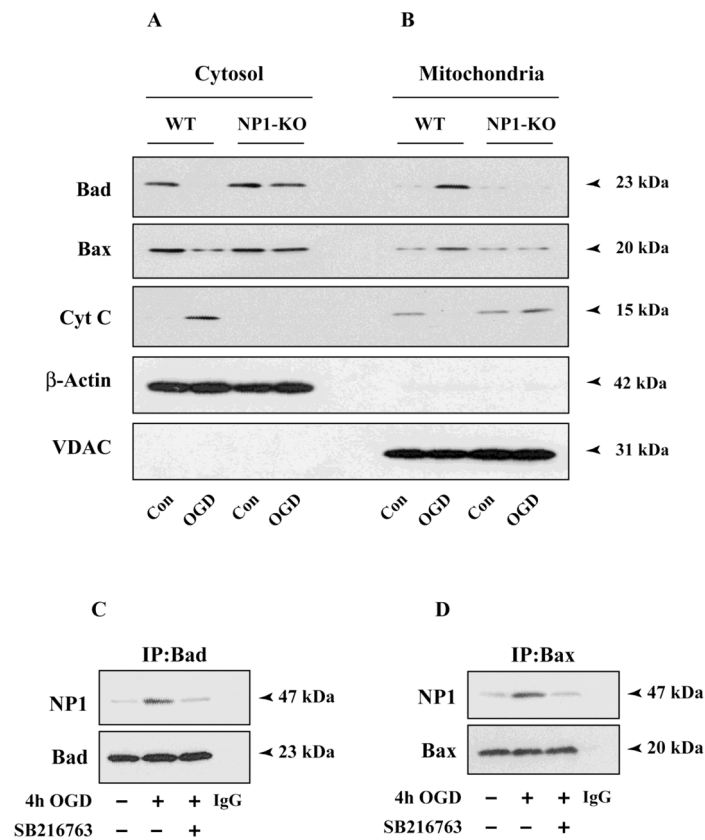 A B
Cytosol Mitochondria
WT NP1-KO WT NP1-KO
Bad 23 kDa
Bax 20 kDa
Cyt C 15 kDa
β-Actin 42 kDa
VDAC 31 kDa
Con OGD Con OGD Con OGD Con OGD
C D
IP:Bad IP:Bax
NP1 47 kDa NP1 47 kDa
Bad 23 kDa Bax 20 kDa
4h OGD – + + IgG 4h OGD – + + IgG
SB216763 – – + SB216763 – – +